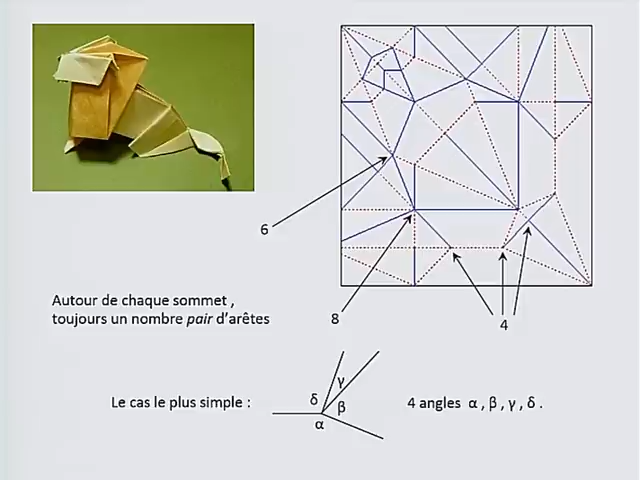 6
Autour de chaque sommet ,
toujours un nombre pair d'arêtes
8
4
Le cas le plus simple :
δ
γ
β
α
4 angles α , β , γ , δ .